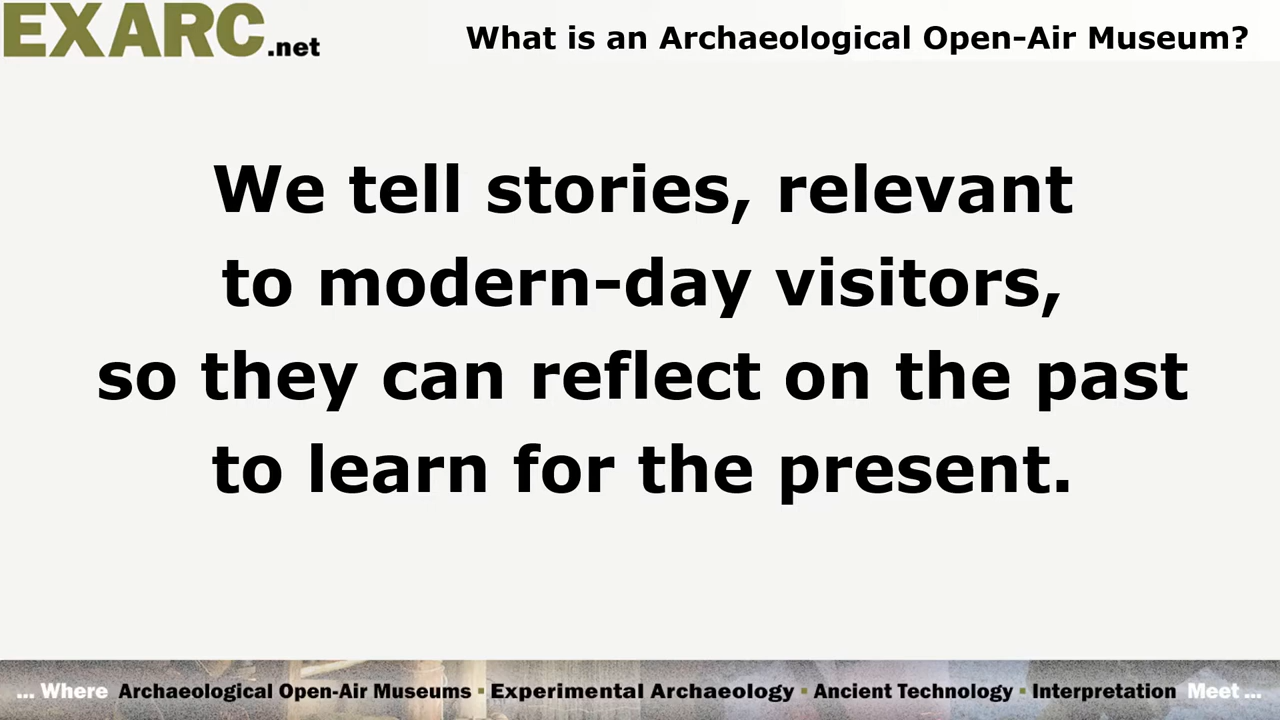 EXARC.net
What is an Archaeological Open-Air Museum?
We tell stories, relevant
to modern-day visitors,
so they can reflect on the past
to learn for the present.
... Where Archaeological Open-Air Museums ▪ Experimental Archaeology ▪ Ancient Technology ▪ Interpretation Meet ...